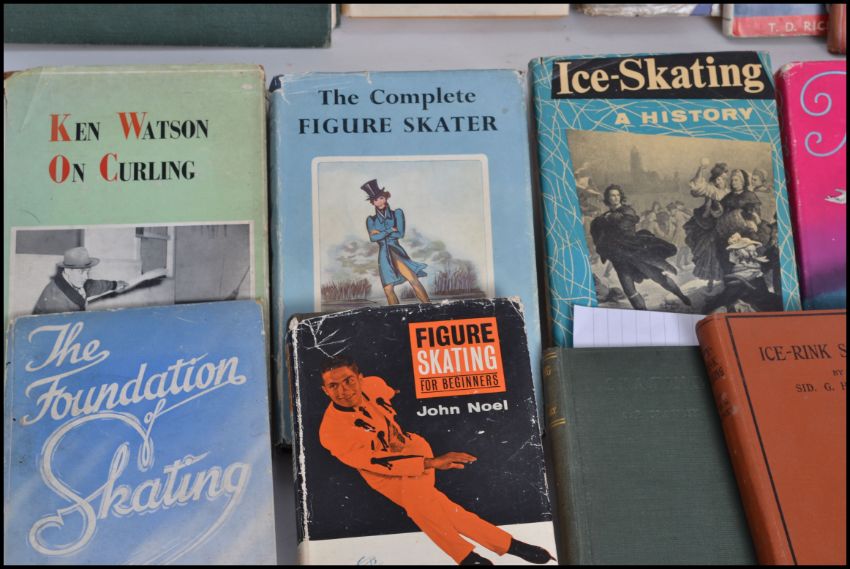 T. D. RIC
KEN WATSON
ON CURLING
The Complete
FIGURE SKATER
Ice-Skating
A HISTORY
The
Foundation
of
Skating
FIGURE
SKATING
FOR BEGINNERS
John Noel
ICE-RINK S
BY
SID. G. H